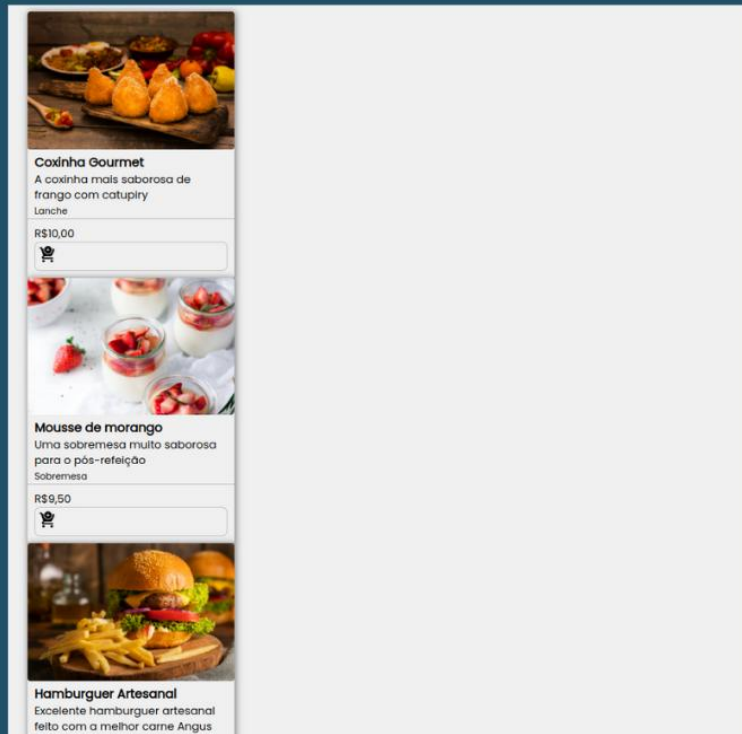 Coxinha Gourmet
A coxinha mais saborosa de
frango com catupiry
Lanche
R$10,00
Mousse de morango
Uma sobremesa muito saborosa
para o pós-refeição
Sobremesa
R$9,50
Hamburguer Artesanal
Excelente hamburguer artesanal
feito com a melhor carne Angus